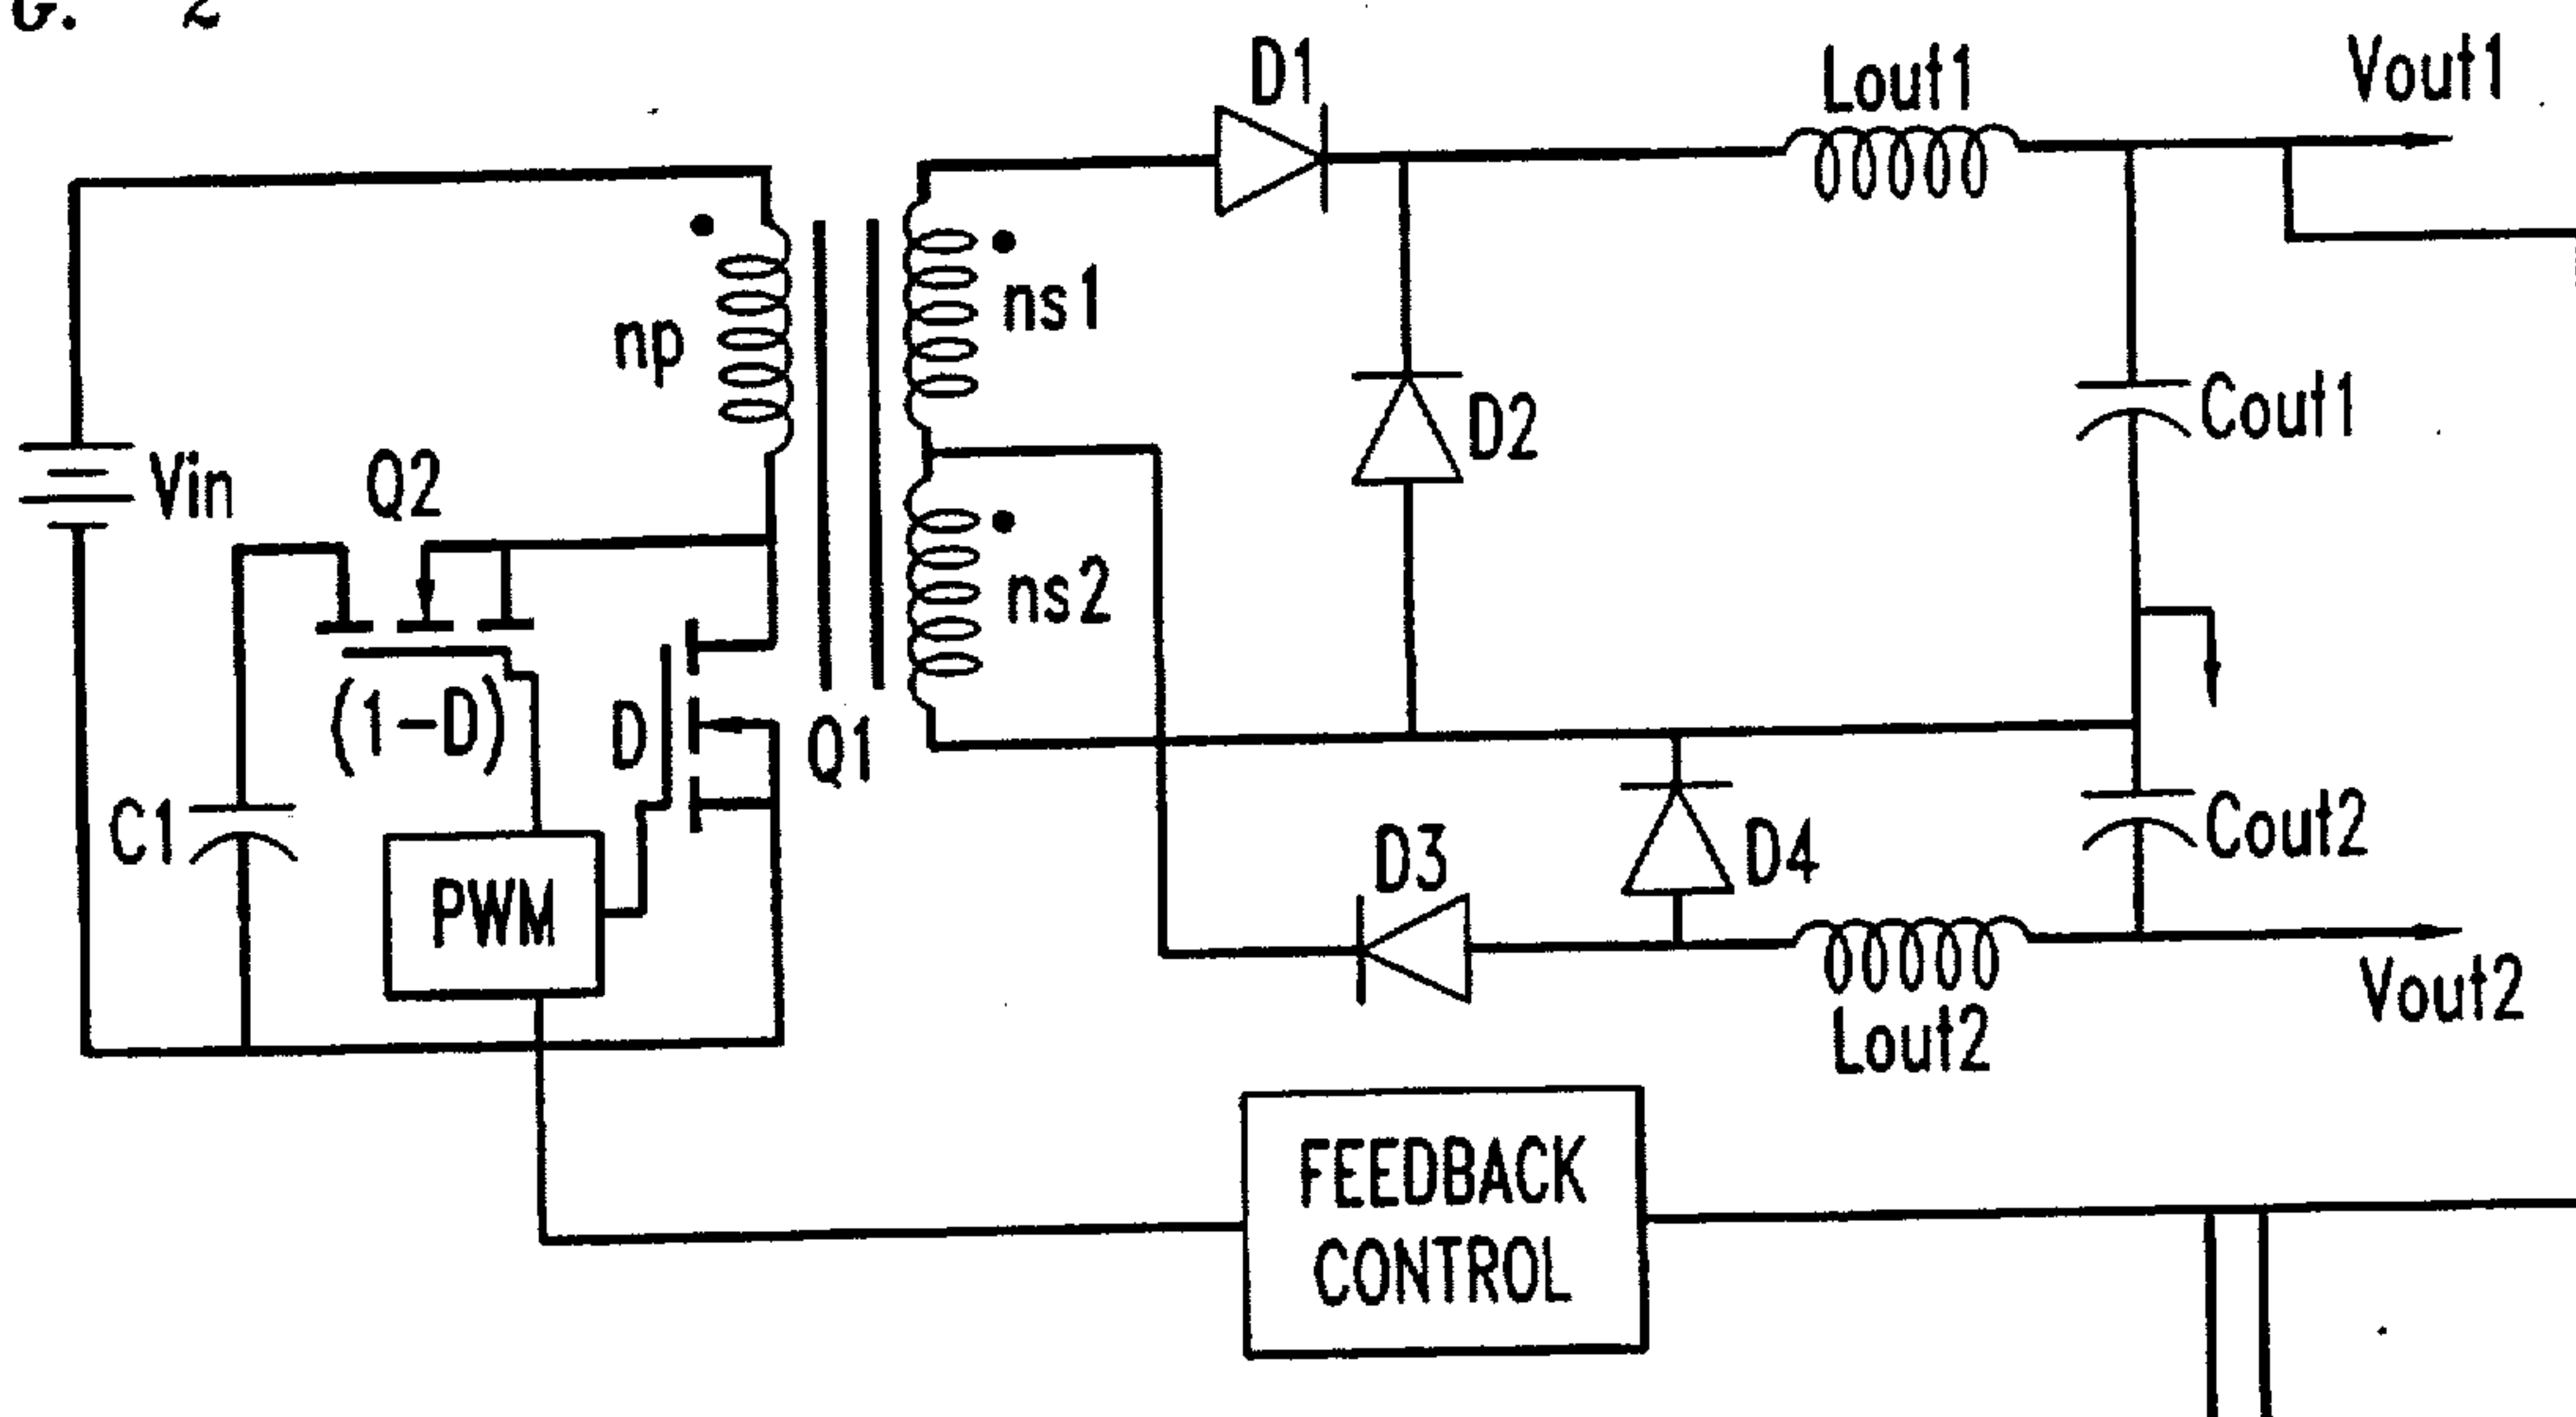 G. 2
D1
Lout1
Vout1
np
ns1
D2
Cout1
Vin
Q2
ns2
(1-D)
D
Q1
C1
PWM
D3
D4
Cout2
Lout2
Vout2
FEEDBACK
CONTROL